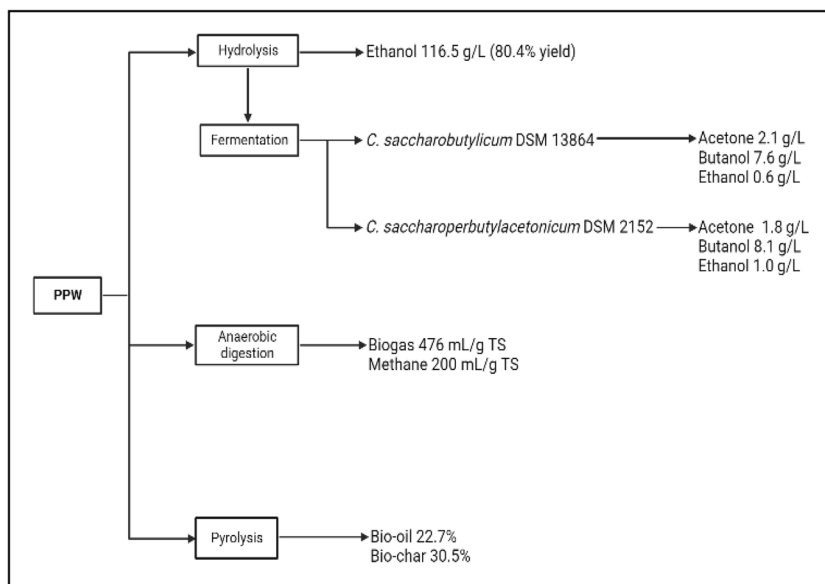 Hydrolysis
Ethanol 116.5 g/L (80.4% yield)
Fermentation
C. saccharobutylicum DSM 13864
Acetone 2.1 g/L
Butanol 7.6 g/L
Ethanol 0.6 g/L
C. saccharoperbutylacetonicum DSM 2152
Acetone 1.8 g/L
Butanol 8.1 g/L
Ethanol 1.0 g/L
PPW
Anaerobic
digestion
Biogas 476 mL/g TS
Methane 200 mL/g TS
Pyrolysis
Bio-oil 22.7%
Bio-char 30.5%